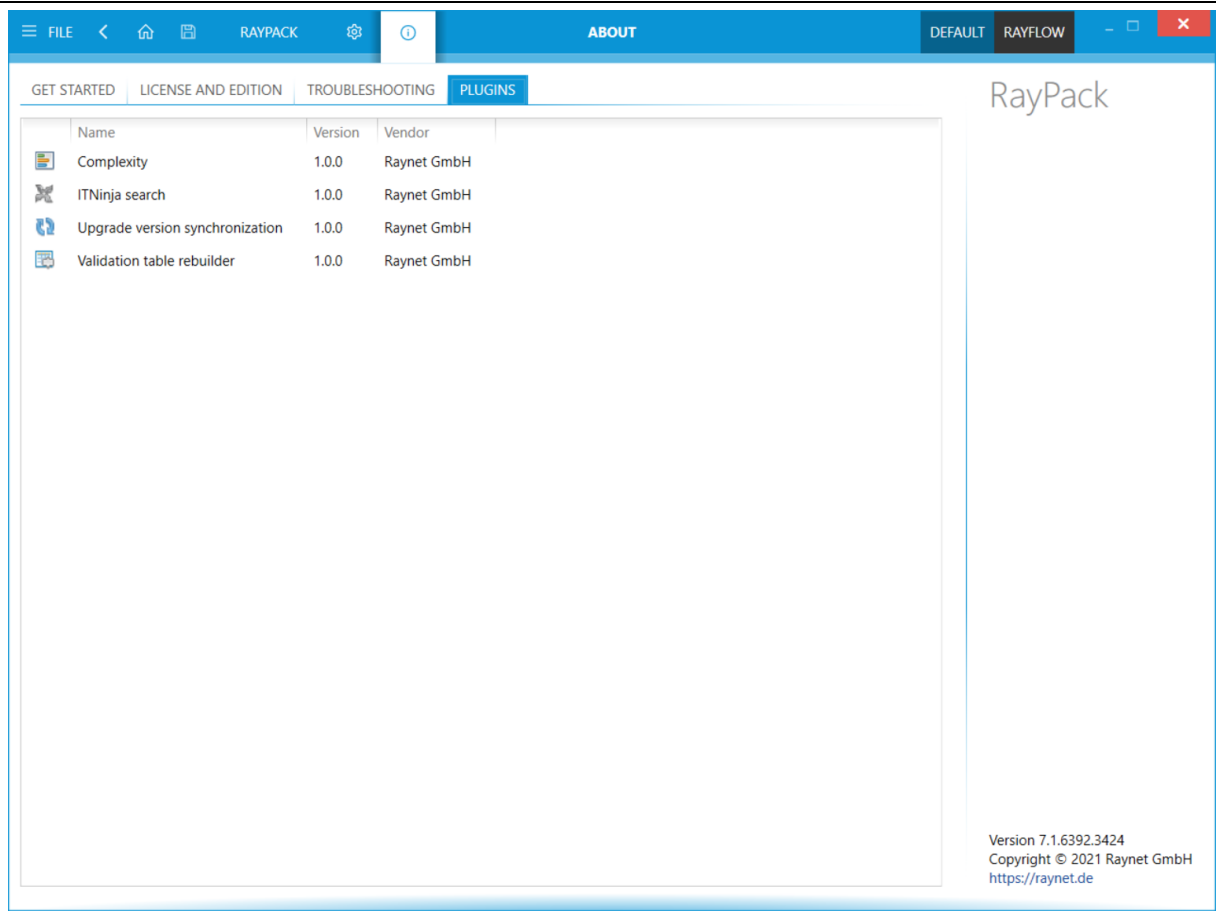 FILE RAYPACK ABOUT DEFAULT RAYFLOW
GET STARTED LICENSE AND EDITION TROUBLESHOOTING PLUGINS
RayPack
Name Version Vendor
Complexity 1.0.0 Raynet GmbH
ITNinja search 1.0.0 Raynet GmbH
Upgrade version synchronization 1.0.0 Raynet GmbH
Validation table rebuilder 1.0.0 Raynet GmbH
Version 7.1.6392.3424
Copyright © 2021 Raynet GmbH
https://raynet.de